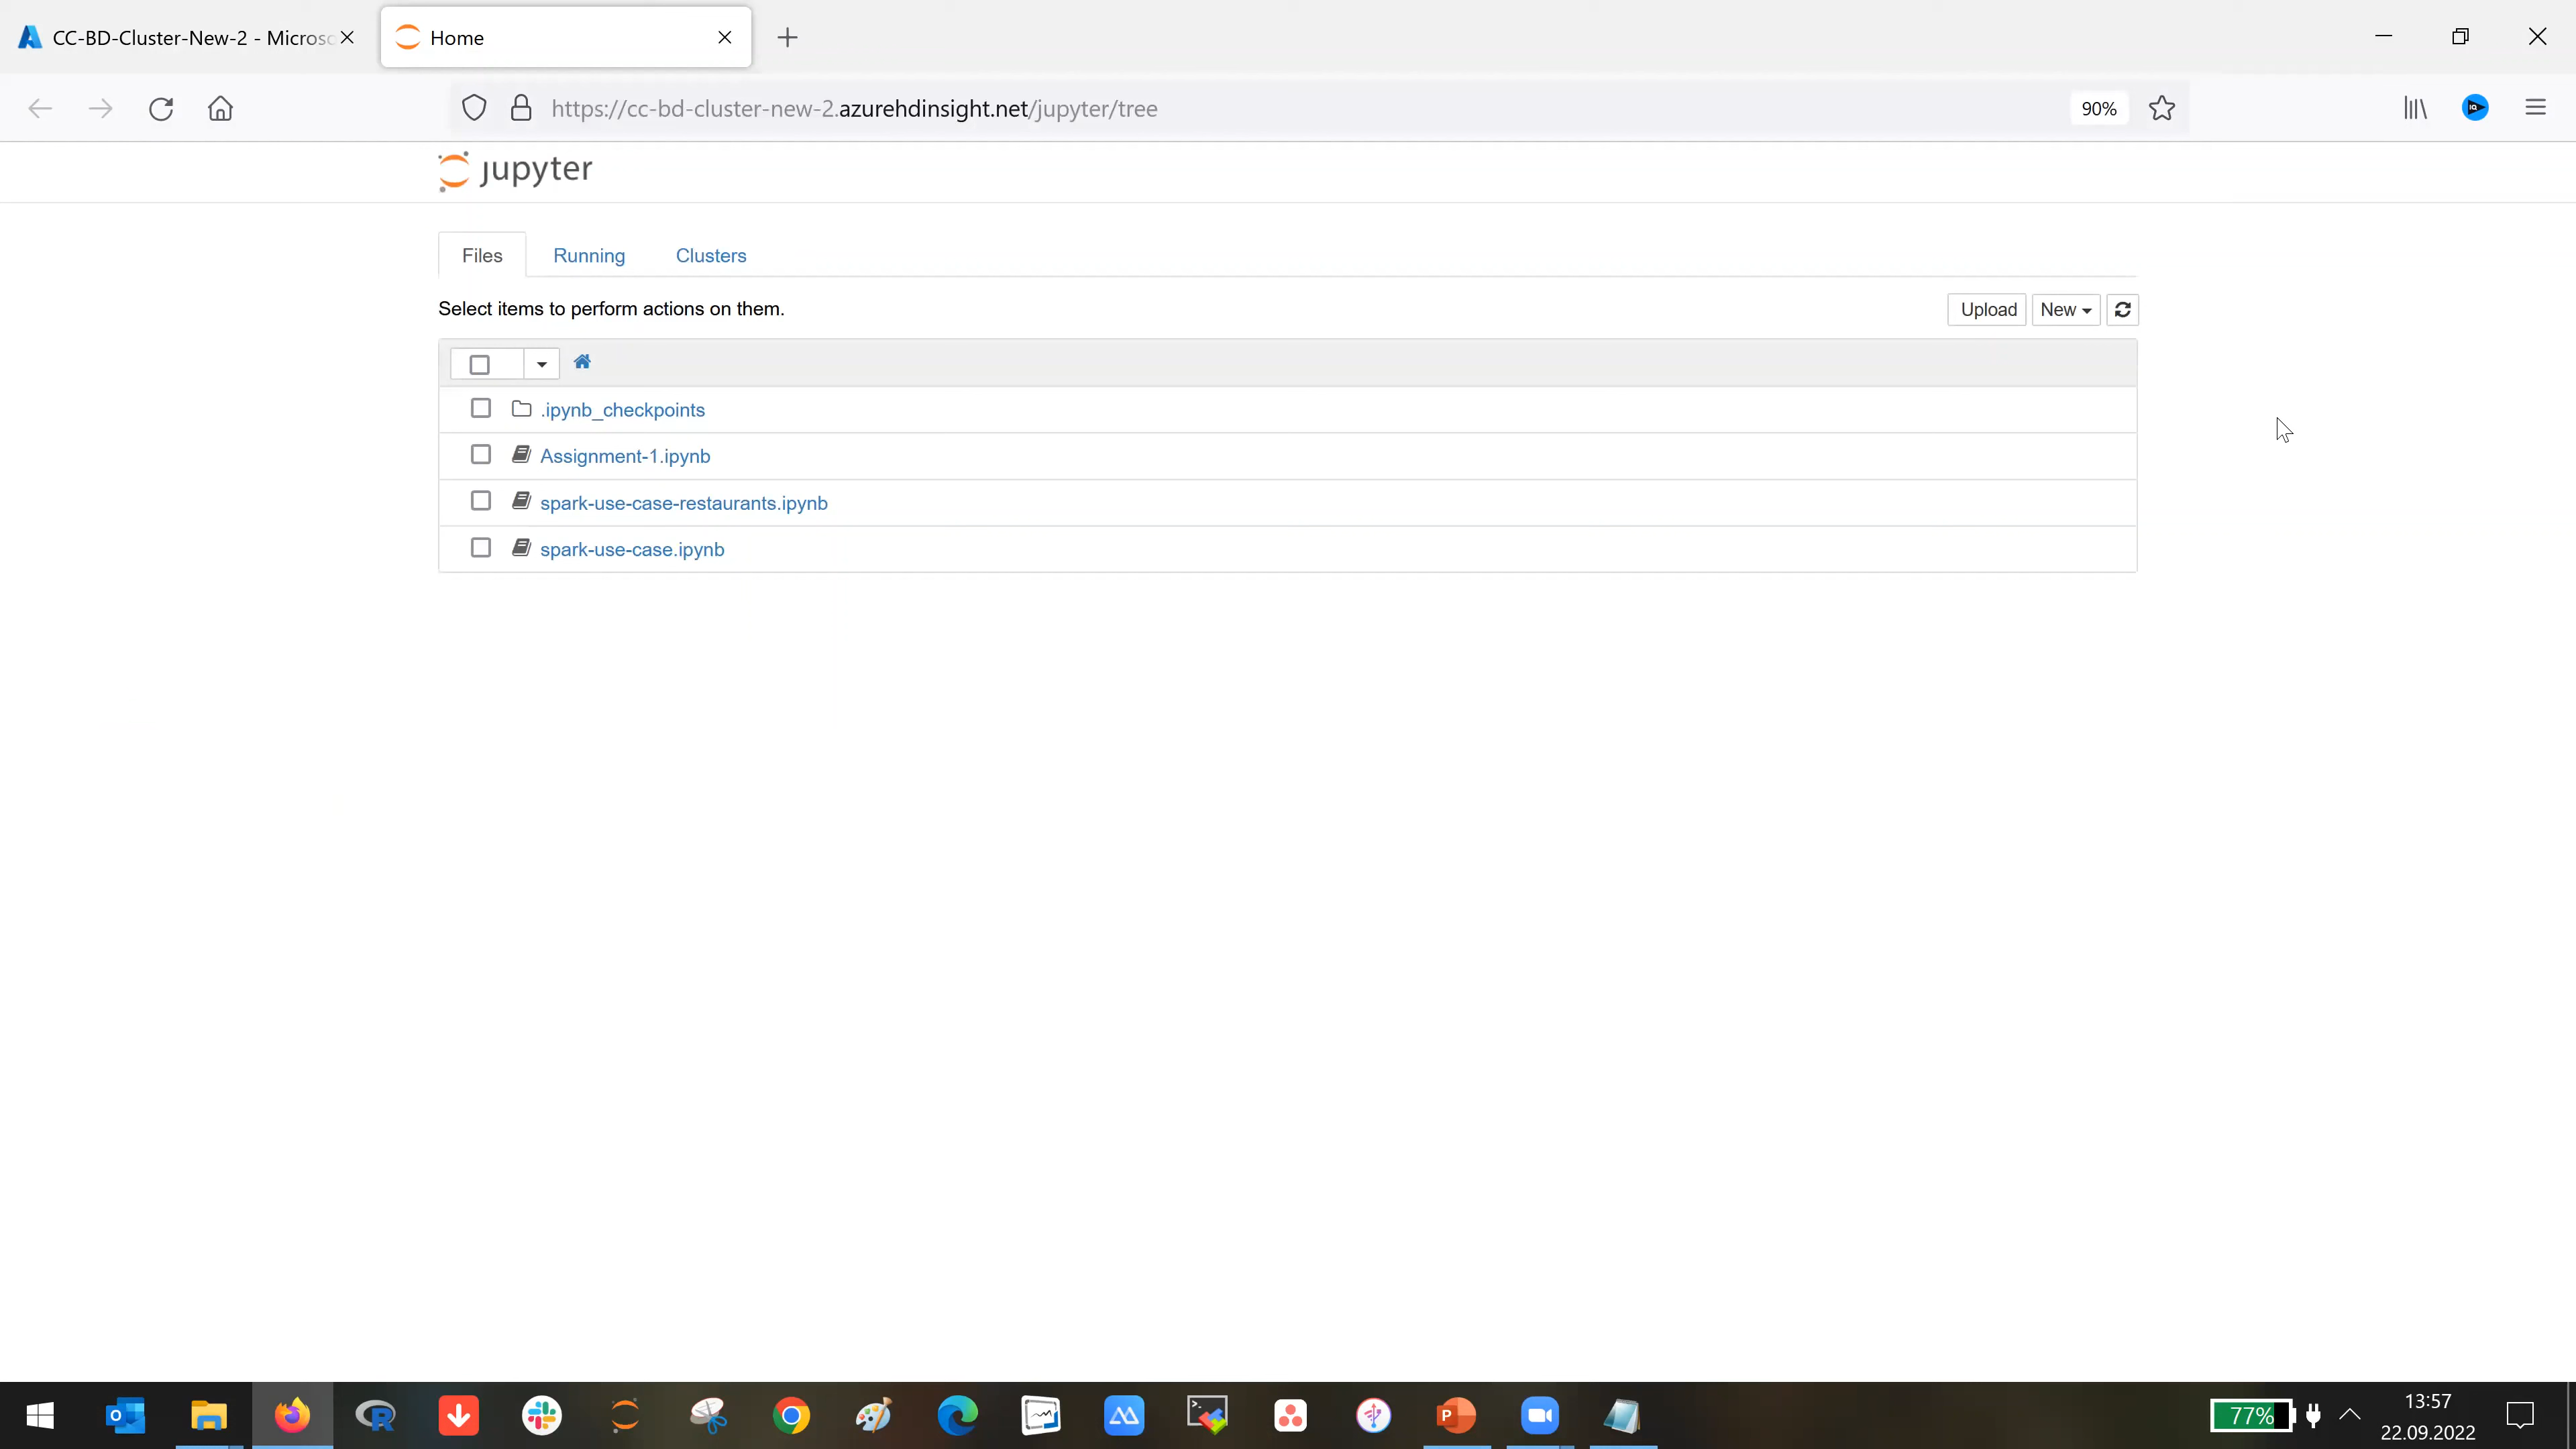 CC-BD-Cluster-New-2 - Microso
Home
https://cc-bd-cluster-new-2.azurehdinsight.net/jupyter/tree
90%
jupyter
Files Running Clusters
Select items to perform actions on them.
Upload New
.ipynb_checkpoints
Assignment-1.ipynb
spark-use-case-restaurants.ipynb
spark-use-case.ipynb
77%
13:57
22.09.2022